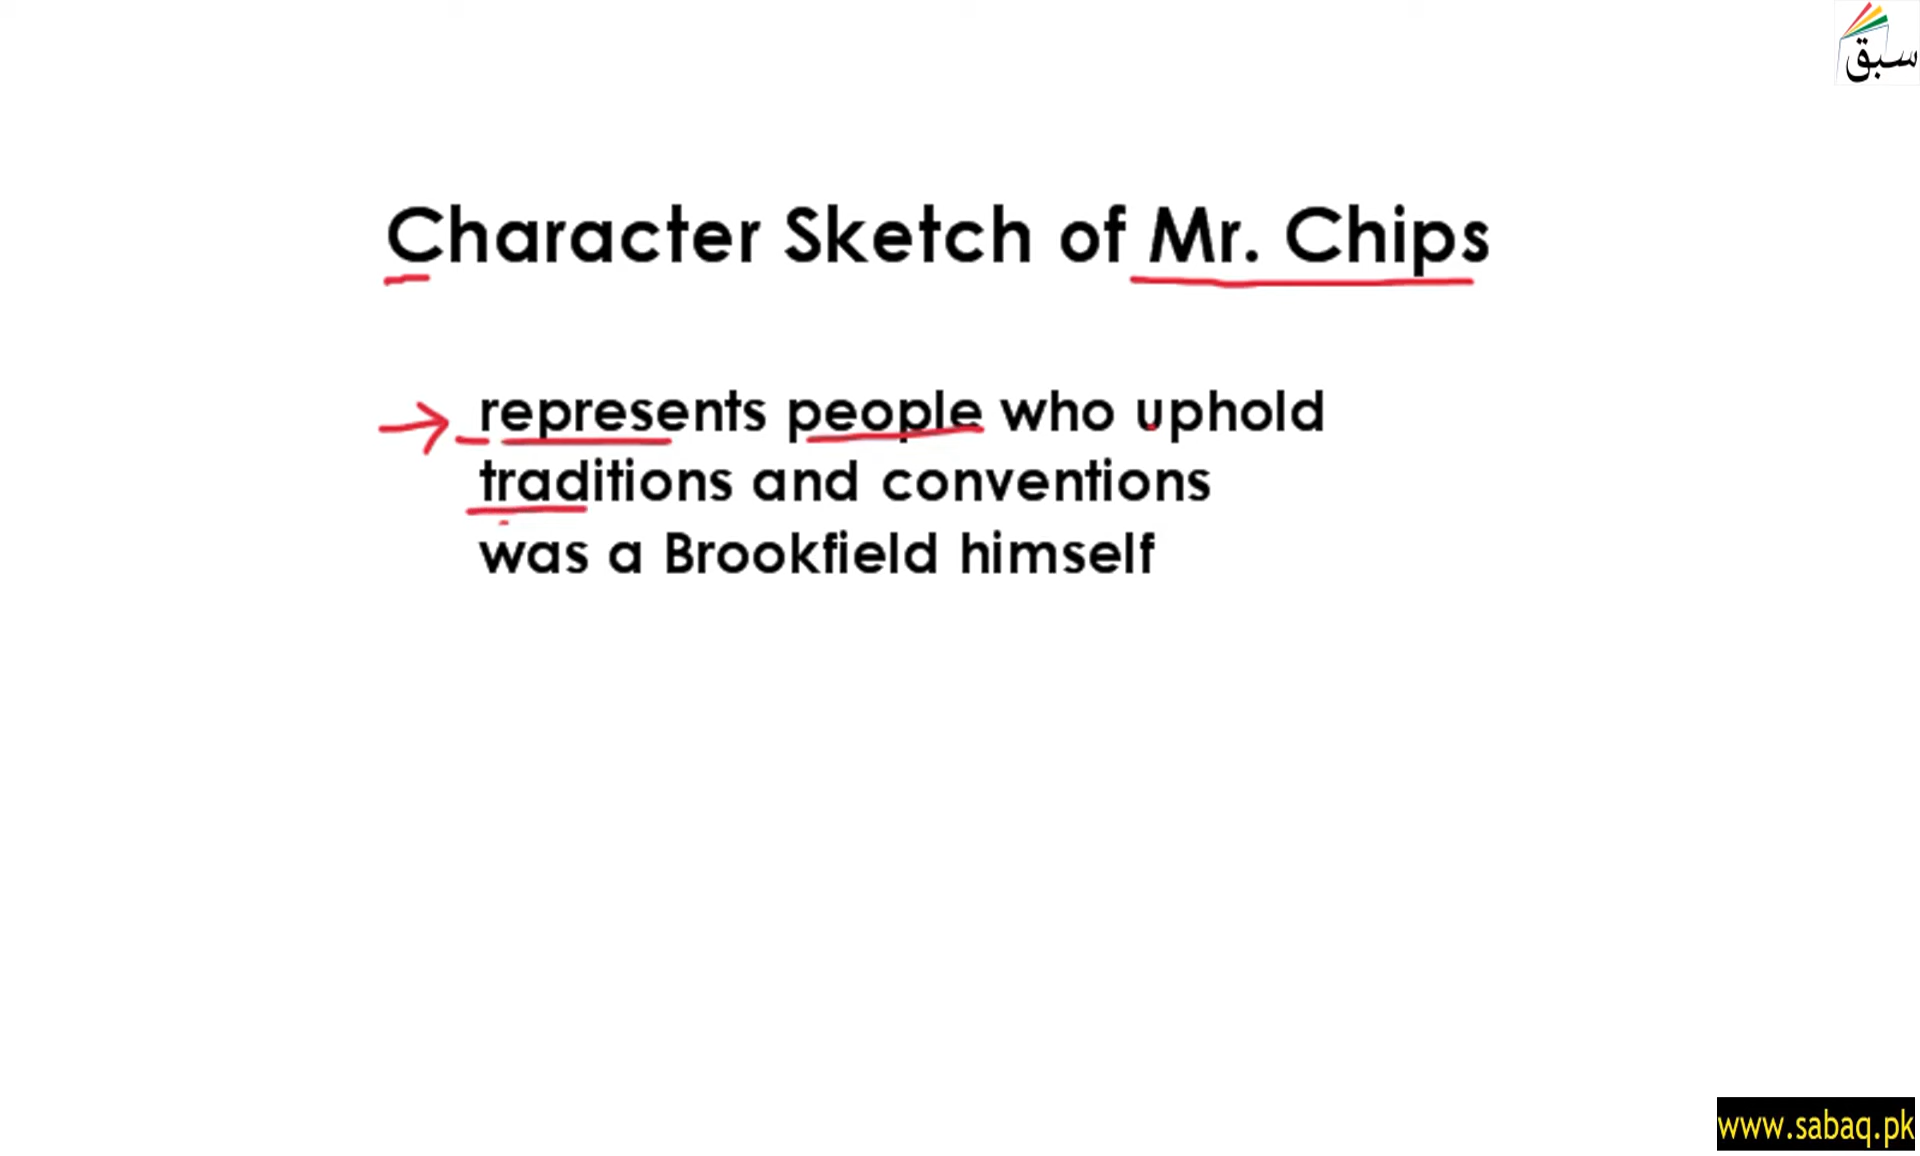 سبق
Character Sketch of Mr. Chips
represents people who uphold
traditions and conventions
was a Brookfield himself
www.sabaq.pk